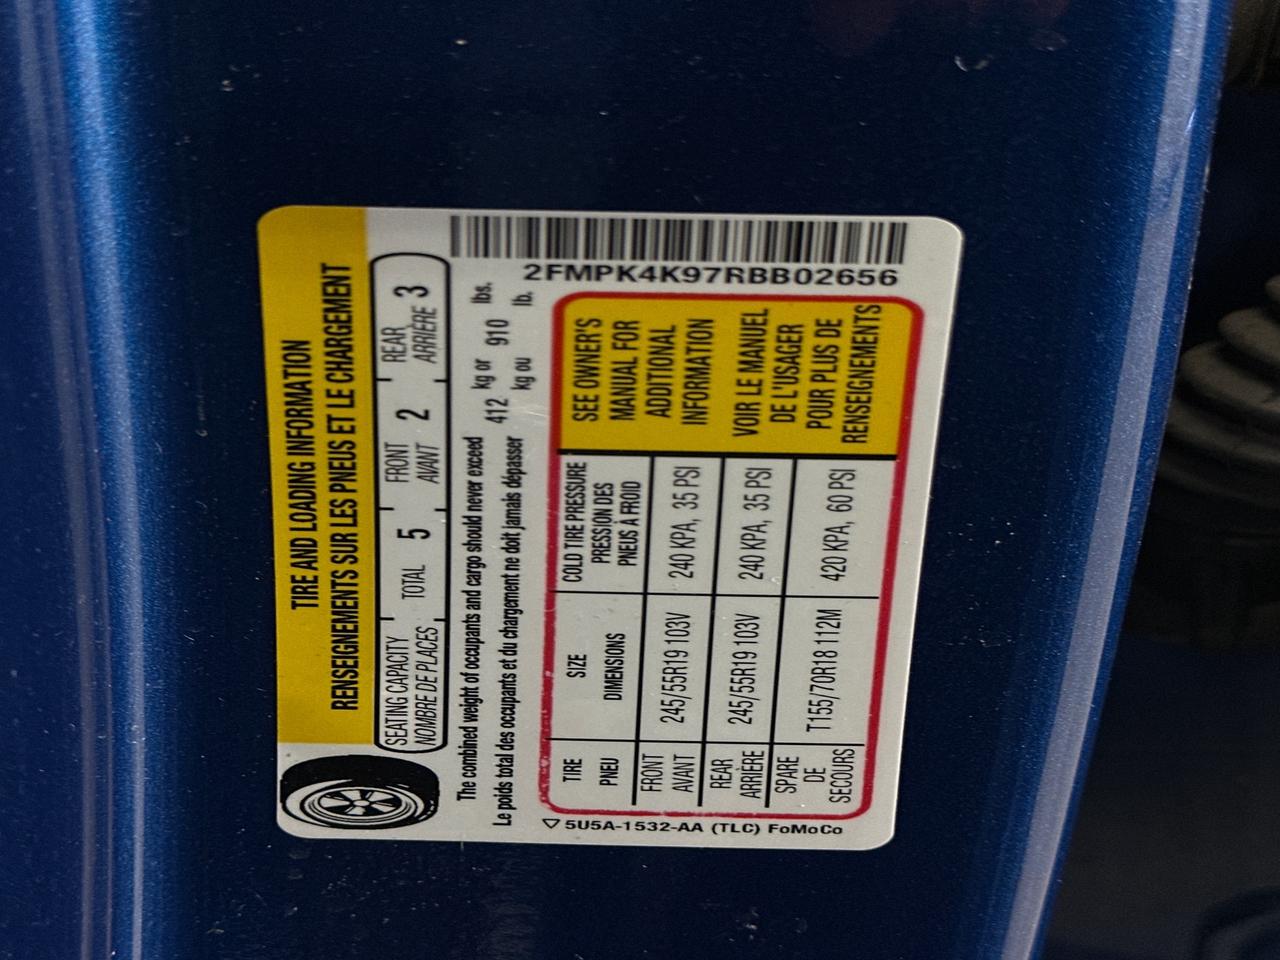 TIRE AND LOADING INFORMATION
RENSEIGNEMENTS SUR LES PNEUS ET LE CHARGEMENT
SEATING CAPACITY TOTAL 5 FRONT 2 REAR 3
NOMBRE DE PLACES AVANT ARRIÈRE
The combined weight of occupants and cargo should never exceed 412 kg or 910 lbs.
Le poids total des occupants et du chargement ne doit jamais dépasser kg ou lb.
2FMPK4K97RBB02656
TIRE SIZE COLD TIRE PRESSURE
PNEU DIMENSIONS PRESSION DES
PNEUS À FROID
FRONT
AVANT 245/55R19 103V 240 KPA, 35 PSI
REAR
ARRIÈRE 245/55R19 103V 240 KPA, 35 PSI
SPARE
DE
SECOURS T155/70R18 112M 420 KPA, 60 PSI
SEE OWNER'S
MANUAL FOR
ADDITIONAL
INFORMATION
VOIR LE MANUEL
DE L'USAGER
POUR PLUS DE
RENSEIGNEMENTS
5U5A-1532-AA (TLC) FoMoCo